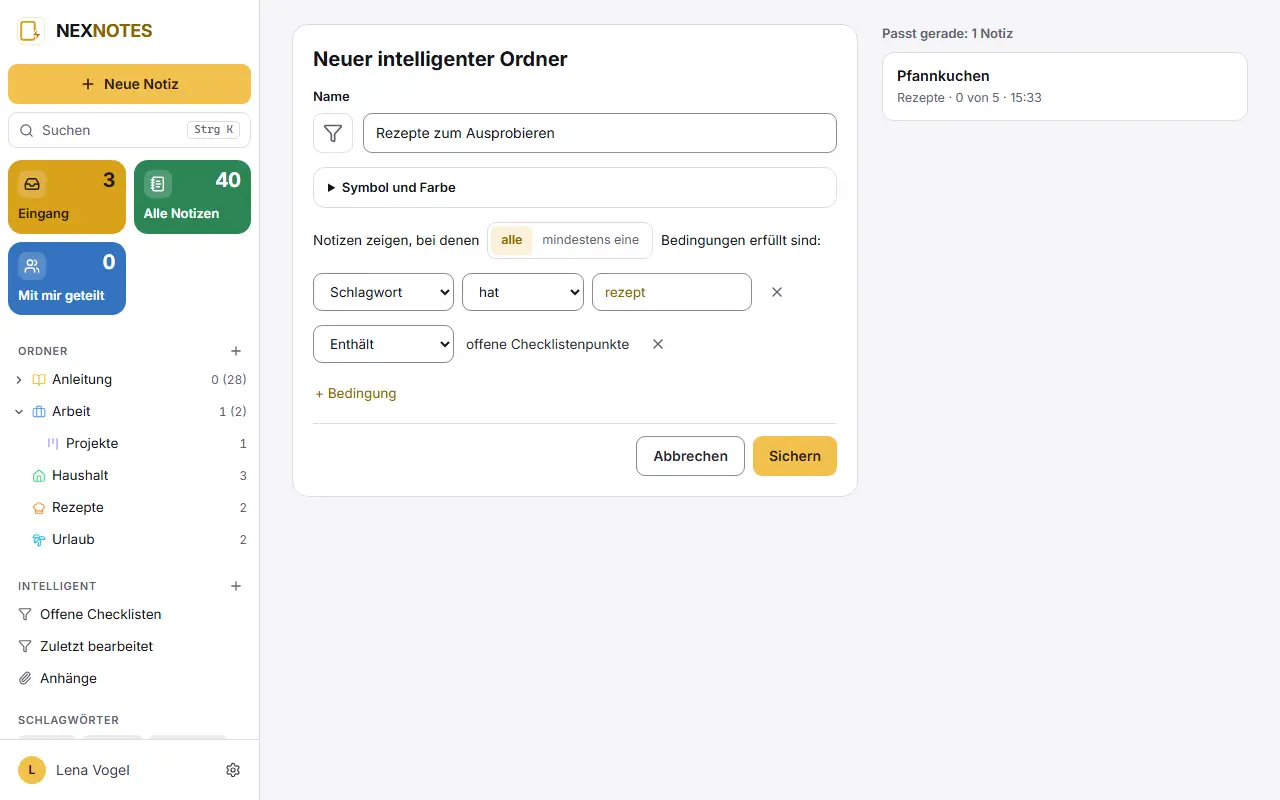 NEXNOTES
+ Neue Notiz
Suchen Strg K
3
Eingang
40
Alle Notizen
0
Mit mir geteilt
ORDNER +
Anleitung 0 (28)
Arbeit 1 (2)
Projekte 1
Haushalt 3
Rezepte 2
Urlaub 2
INTELLIGENT +
Offene Checklisten
Zuletzt bearbeitet
Anhänge
SCHLAGWÖRTER
L Lena Vogel
Neuer intelligenter Ordner
Name
Rezepte zum Ausprobieren
Symbol und Farbe
Notizen zeigen, bei denen alle mindestens eine Bedingungen erfüllt sind:
Schlagwort hat rezept
Enthält offene Checklistenpunkte
+ Bedingung
Abbrechen Sichern
Passt gerade: 1 Notiz
Pfannkuchen
Rezepte · 0 von 5 · 15:33